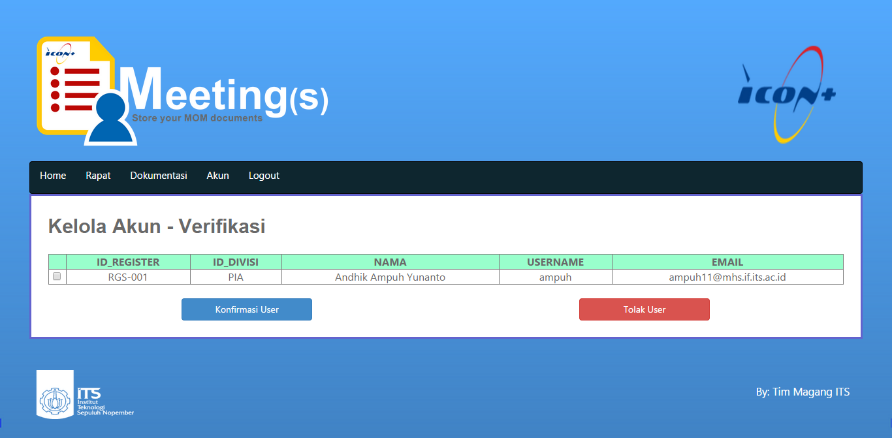 iCON+
Meeting(s)
Store your MOM documents
iCON+
Home Rapat Dokumentasi Akun Logout
Kelola Akun - Verifikasi
ID_REGISTER ID_DIVISI NAMA USERNAME EMAIL
RGS-001 PIA Andhik Ampuh Yunanto ampuh ampuh11@mhs.if.its.ac.id
Konfirmasi User Tolak User
iTS
Institut
Teknologi
Sepuluh Nopember
By: Tim Magang ITS